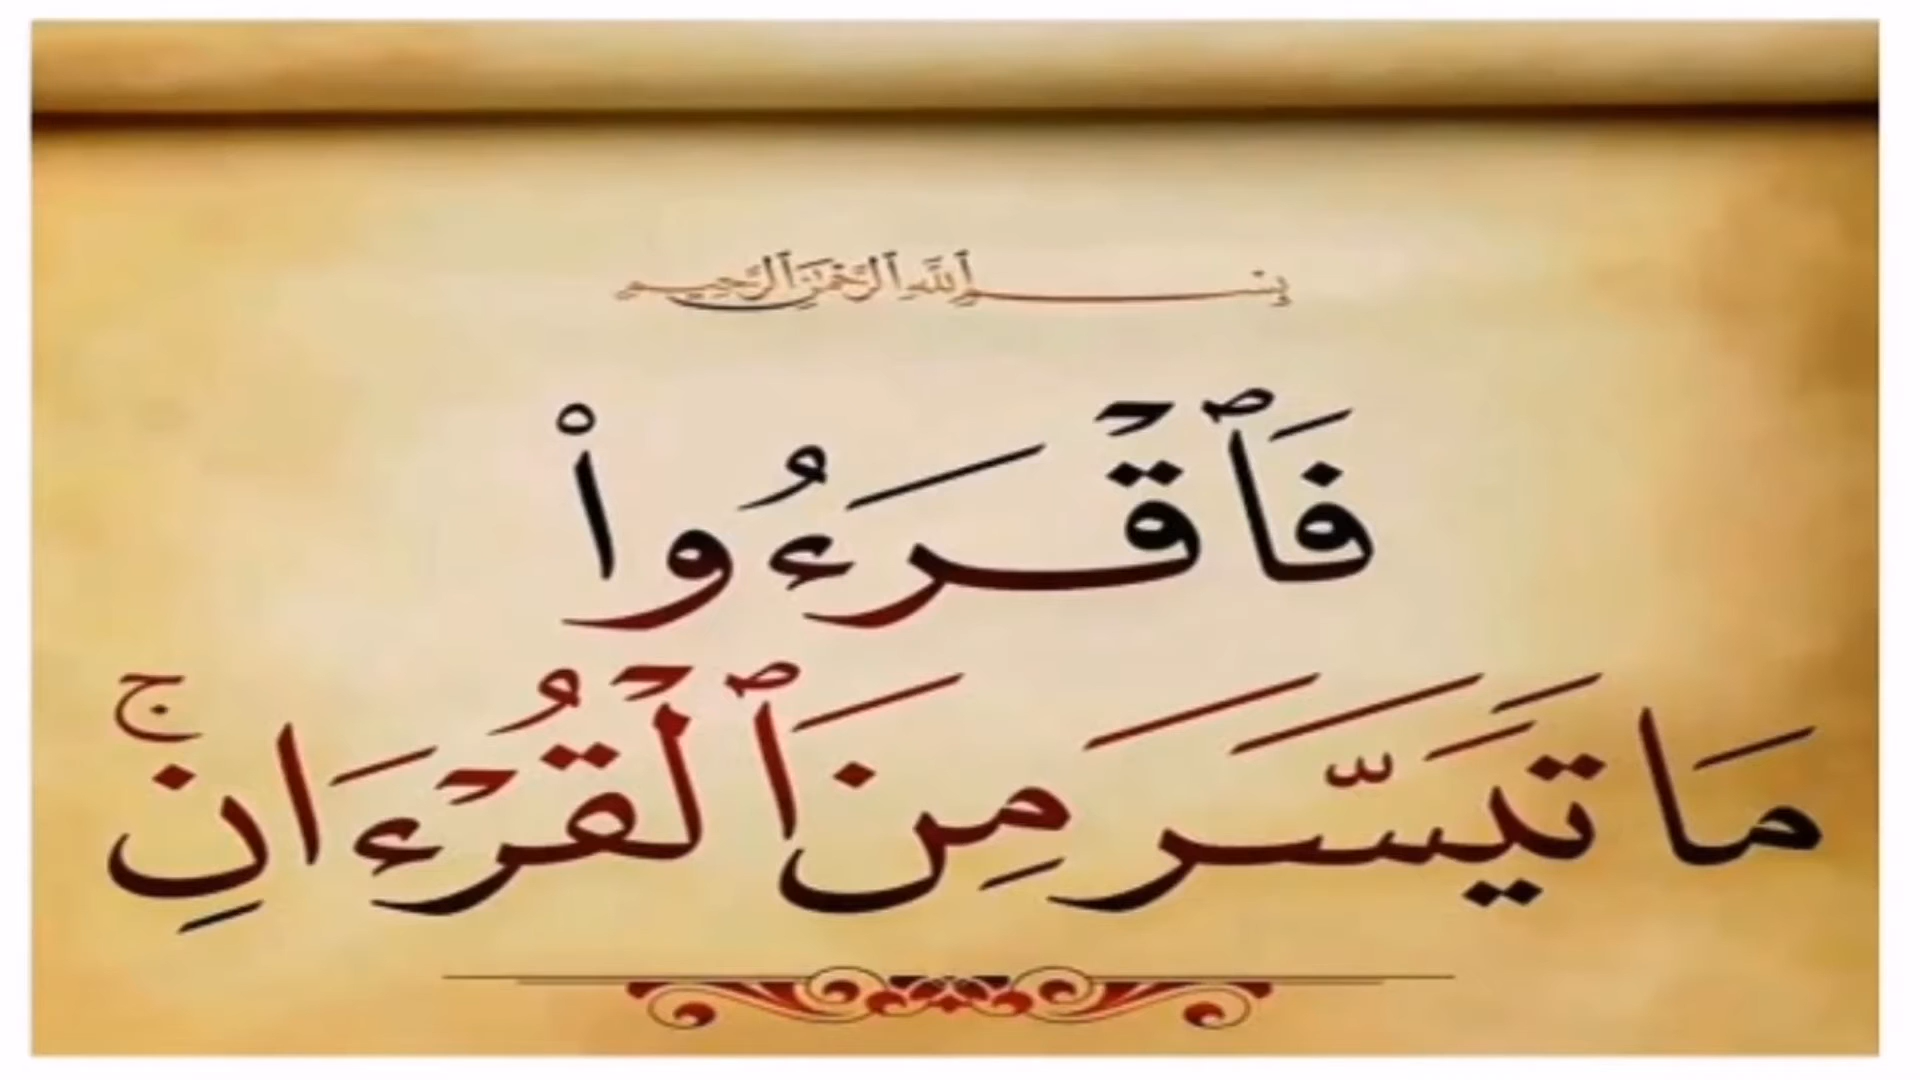 بِسْمِ ٱللَّهِ ٱلرَّحْمَٰنِ ٱلرَّحِيمِ
فَٱقْرَءُوا۟
مَا تَيَسَّرَ مِنَ ٱلْقُرْءَانِ ۚ